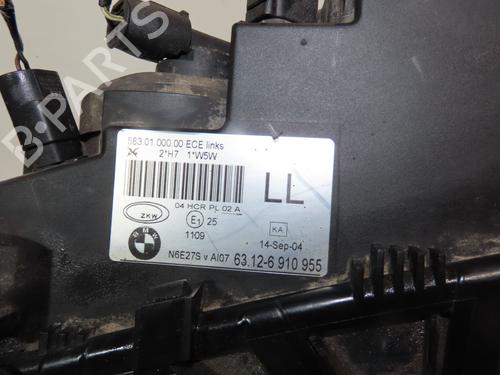 583.01.000.00 ECE links
2*H7 1*W5W
LL
04 HCR PL 02 A
ZKW
E1 25
KA
1109
14-Sep-04
BMW
N6E27S v AI07 63.12-6 910 955
B-PARTS